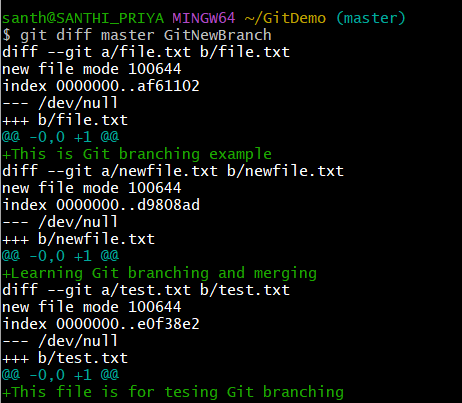 santh@SANTHI_PRIYA MINGW64 ~/GitDemo (master)
$ git diff master GitNewBranch
diff --git a/file.txt b/file.txt
new file mode 100644
index 0000000..af61102
--- /dev/null
+++ b/file.txt
@@ -0,0 +1 @@
+This is Git branching example
diff --git a/newfile.txt b/newfile.txt
new file mode 100644
index 0000000..d9808ad
--- /dev/null
+++ b/newfile.txt
@@ -0,0 +1 @@
+Learning Git branching and merging
diff --git a/test.txt b/test.txt
new file mode 100644
index 0000000..e0f38e2
--- /dev/null
+++ b/test.txt
@@ -0,0 +1 @@
+This file is for tesing Git branching